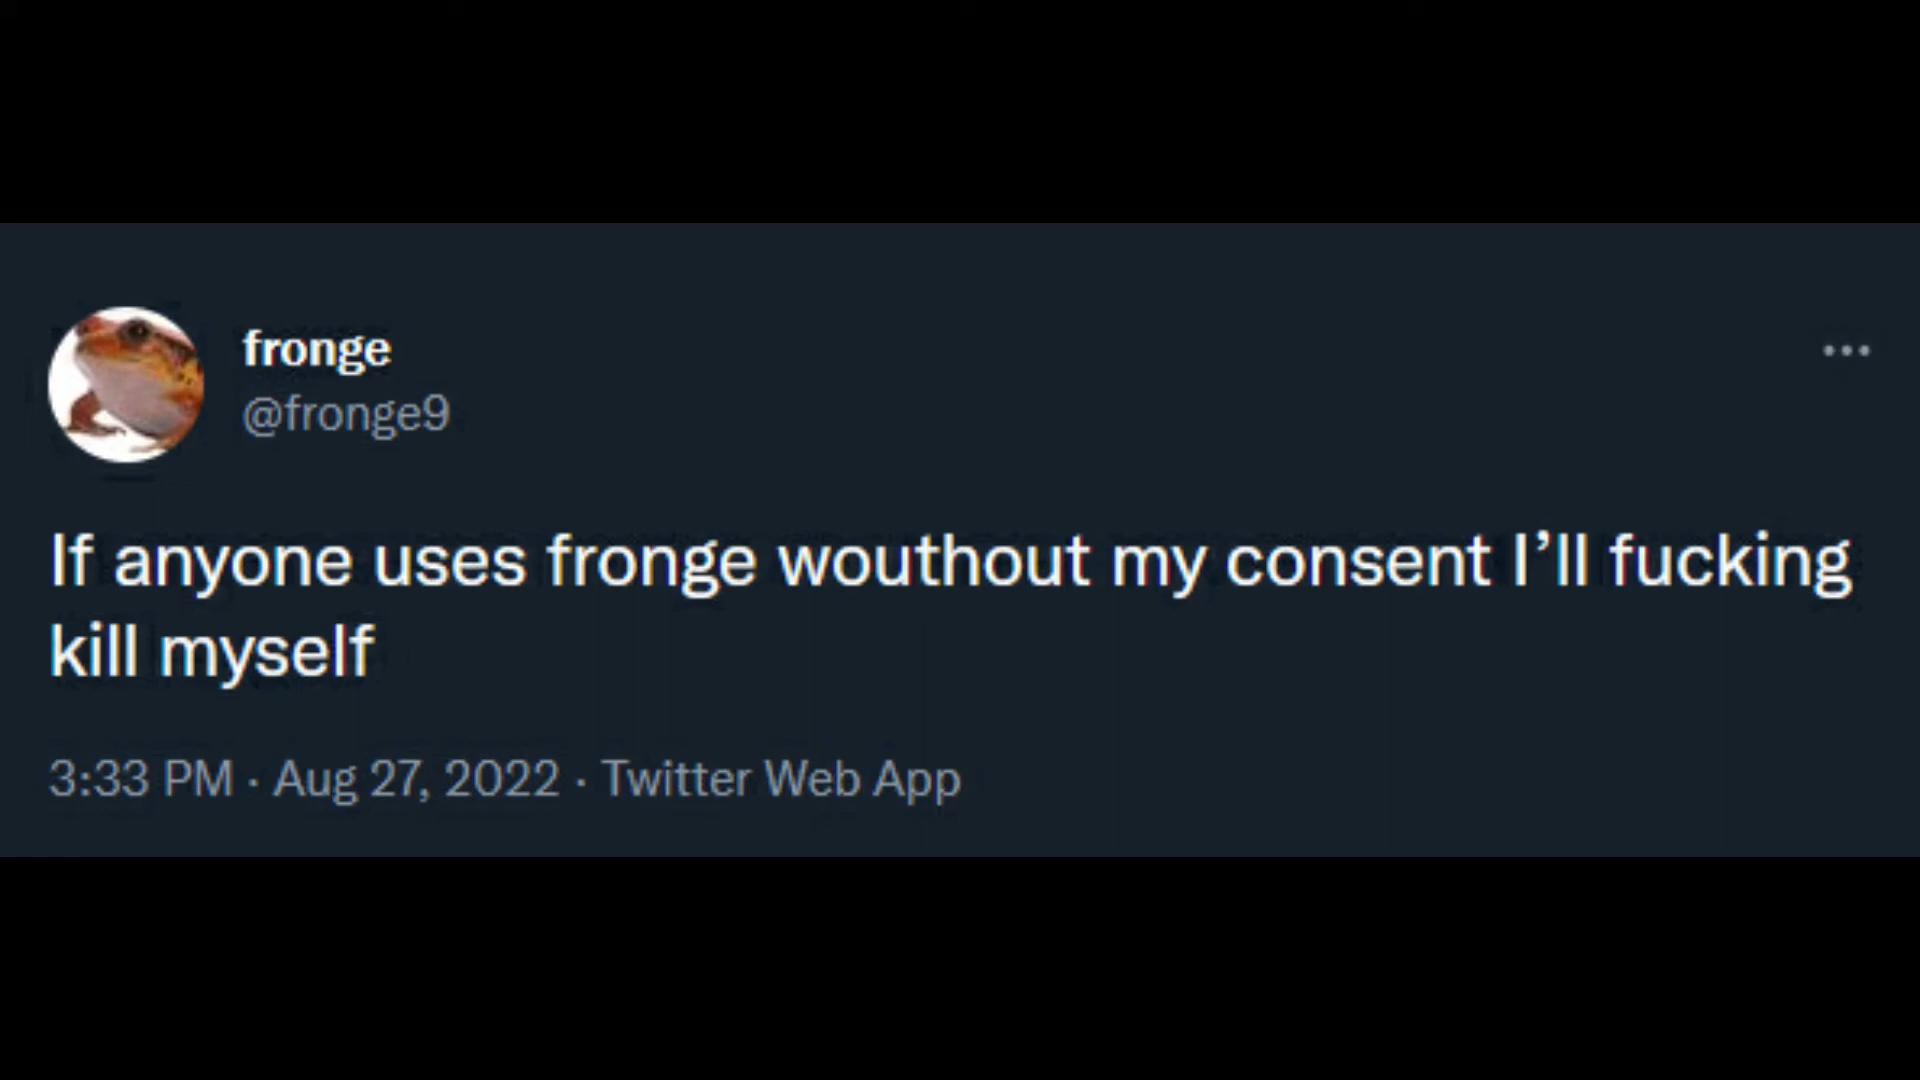 fronge
@fronge9
If anyone uses fronge wouthout my consent I’ll fucking
kill myself
3:33 PM · Aug 27, 2022 · Twitter Web App